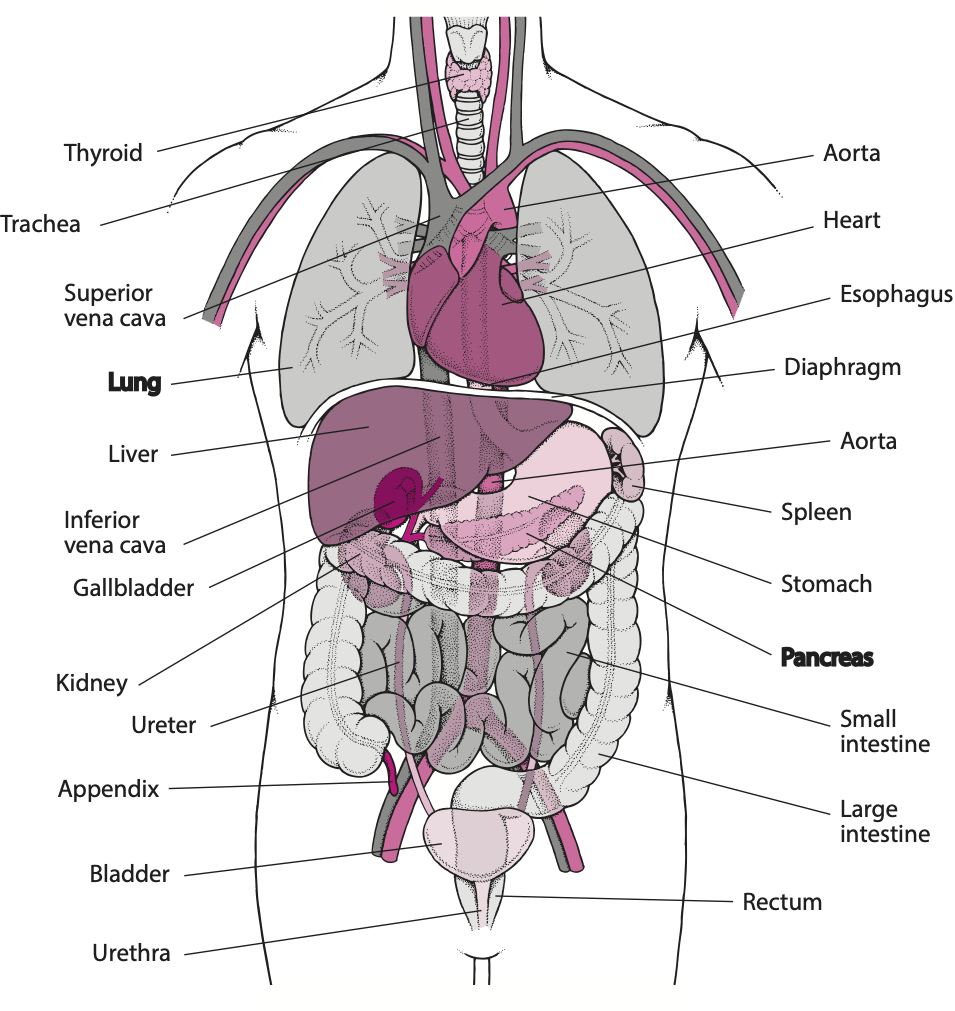 Thyroid
Trachea
Superior
vena cava
Lung
Liver
Inferior
vena cava
Gallbladder
Kidney
Ureter
Appendix
Bladder
Urethra
Aorta
Heart
Esophagus
Diaphragm
Aorta
Spleen
Stomach
Pancreas
Small
intestine
Large
intestine
Rectum